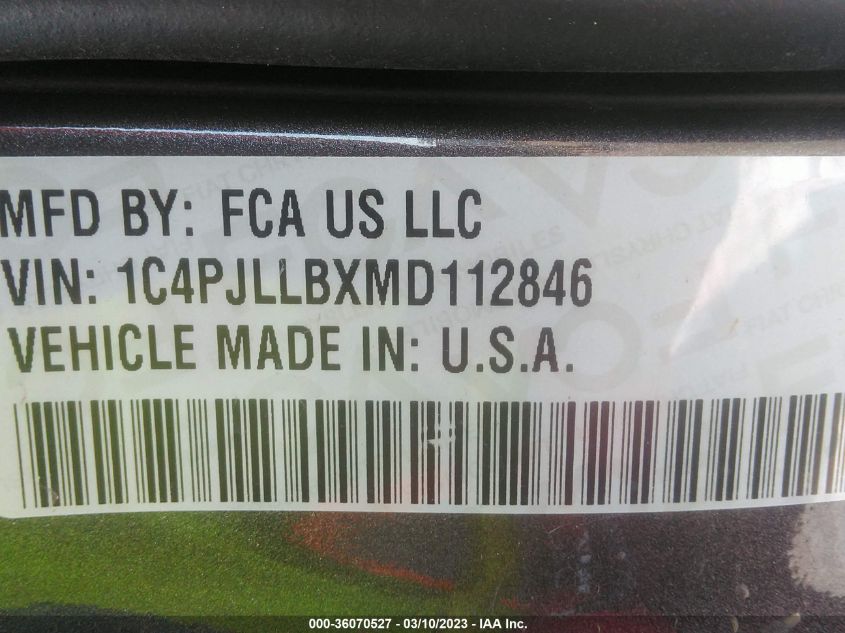 MFD BY: FCA US LLC
VIN: 1C4PJLLBXMD112846
VEHICLE MADE IN: U.S.A.
000-36070527 - 03/10/2023 - IAA Inc.